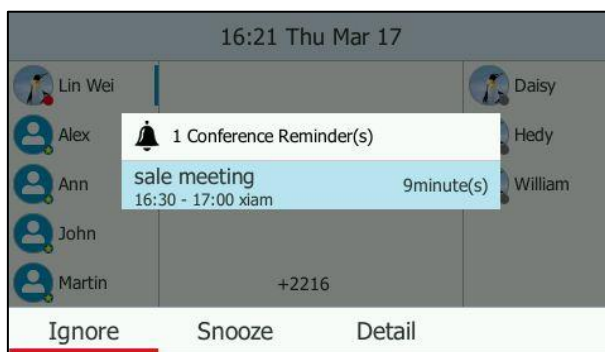 16:21 Thu Mar 17
Lin Wei
Daisy
Alex
1 Conference Reminder(s)
Hedy
Ann
sale meeting
9minute(s)
William
16:30 - 17:00 xiam
John
Martin
+2216
Ignore Snooze Detail